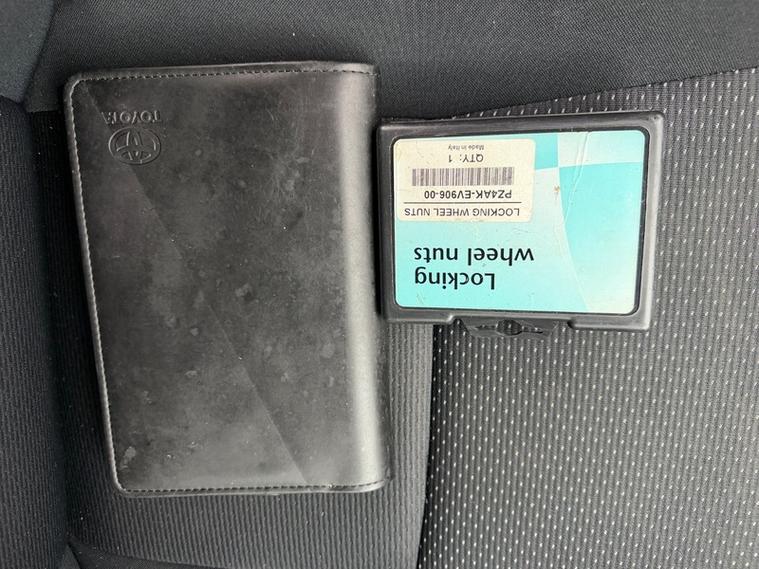 TOYOTA
Locking
wheel nuts
LOCKING WHEEL NUTS
PZ4AK-EV906-00
QTY: 1
Made in Italy